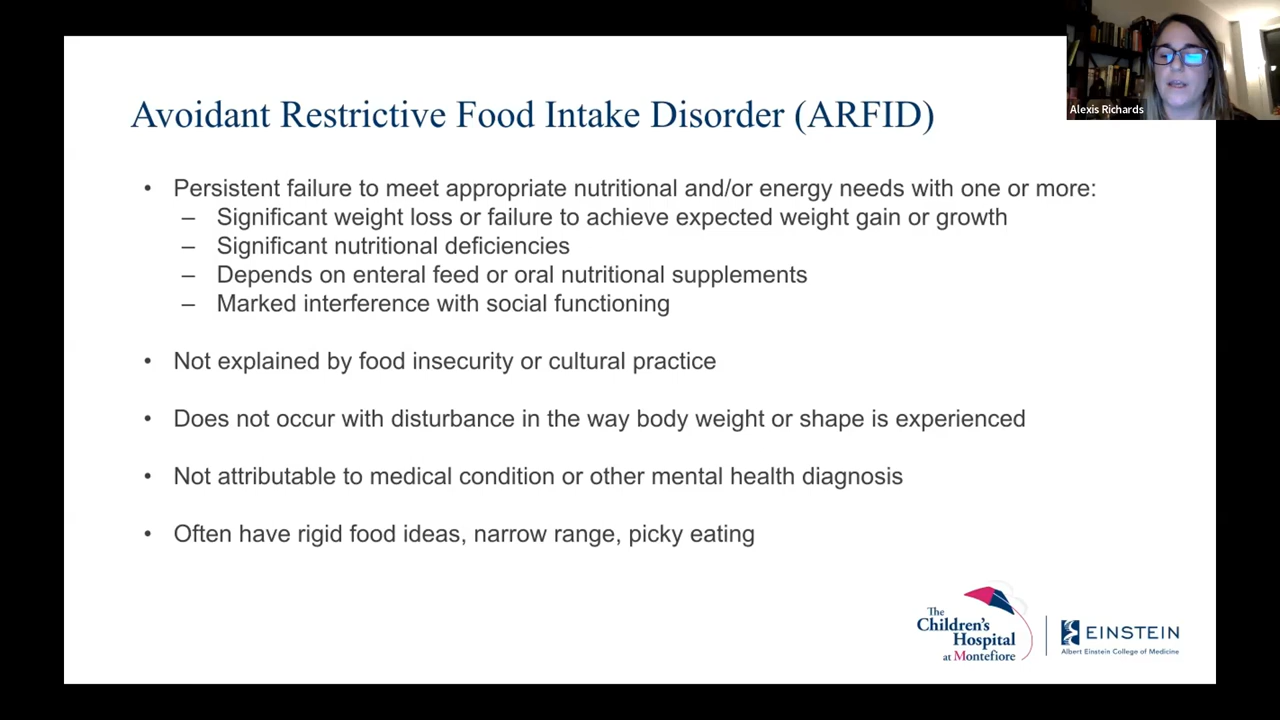 Alexis Richards
Avoidant Restrictive Food Intake Disorder (ARFID)
• Persistent failure to meet appropriate nutritional and/or energy needs with one or more:
– Significant weight loss or failure to achieve expected weight gain or growth
– Significant nutritional deficiencies
– Depends on enteral feed or oral nutritional supplements
– Marked interference with social functioning
• Not explained by food insecurity or cultural practice
• Does not occur with disturbance in the way body weight or shape is experienced
• Not attributable to medical condition or other mental health diagnosis
• Often have rigid food ideas, narrow range, picky eating
The
Children's
Hospital
at Montefiore
EINSTEIN
Albert Einstein College of Medicine